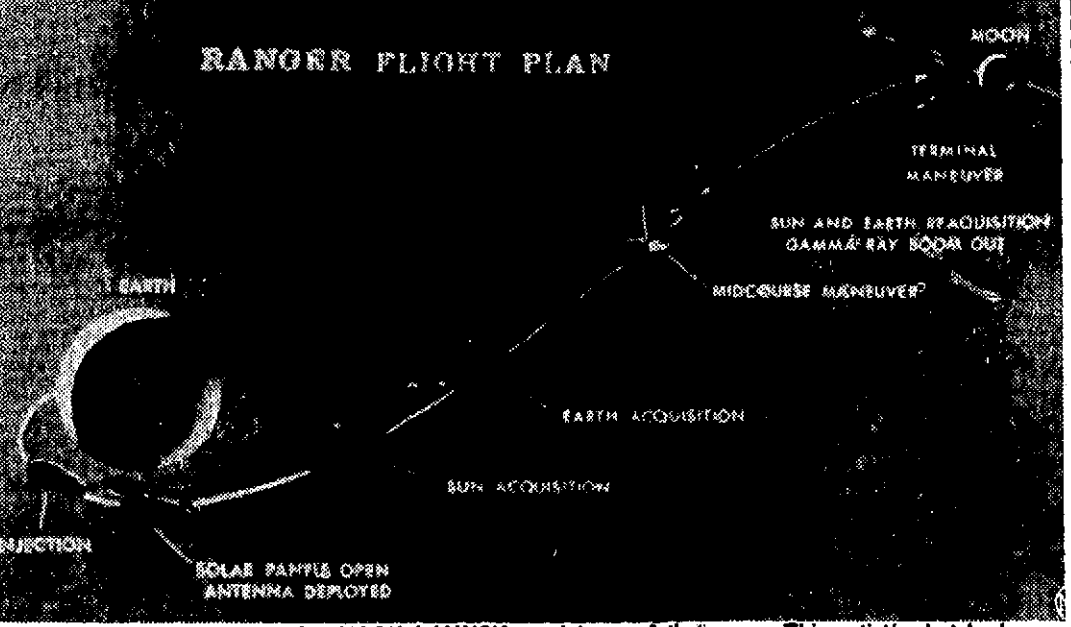 RANGER FLIGHT PLAN
MOON
TERMINAL
MANEUVER
SUN AND EARTH REAQUISITION
GAMMA RAY BOOM OUT
EARTH
MIDCOURSE MANEUVER
EARTH ACQUISITION
SUN ACQUISITION
INJECTION
SOLAR PANELS OPEN
ANTENNA DEPLOYED